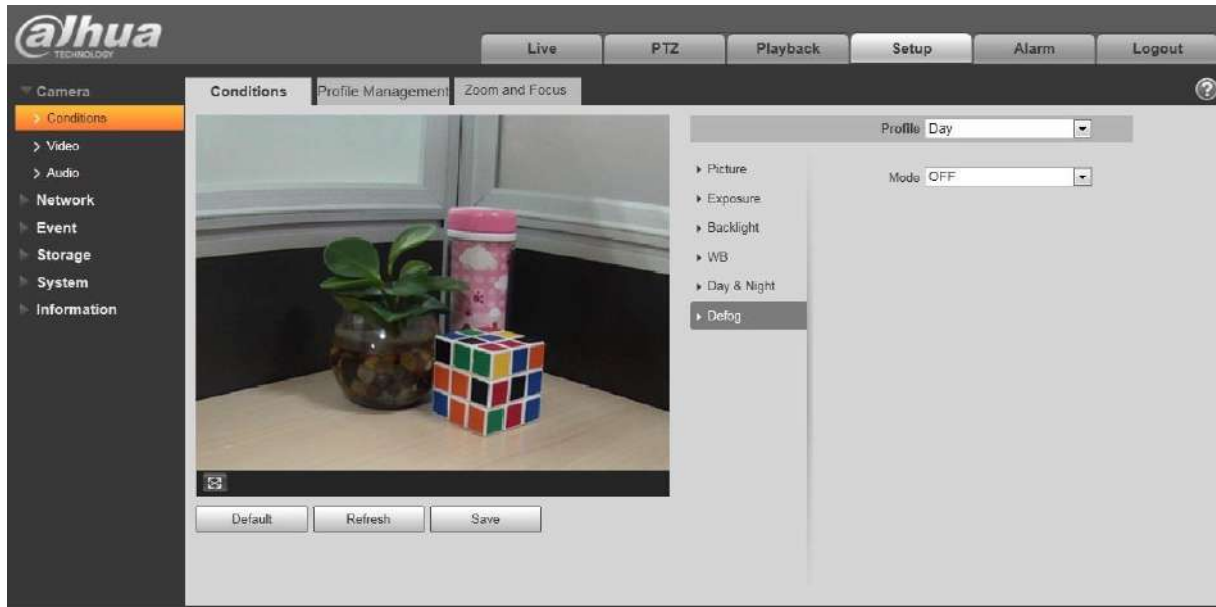 alhua
TECHNOLOGY
Live
PTZ
Playback
Setup
Alarm
Logout
Camera
Conditions
Video
Audio
Network
Event
Storage
System
Information
Conditions
Profile Management
Zoom and Focus
?
Default
Refresh
Save
Profile Day
Picture
Exposure
Backlight
WB
Day & Night
Defog
Mode OFF